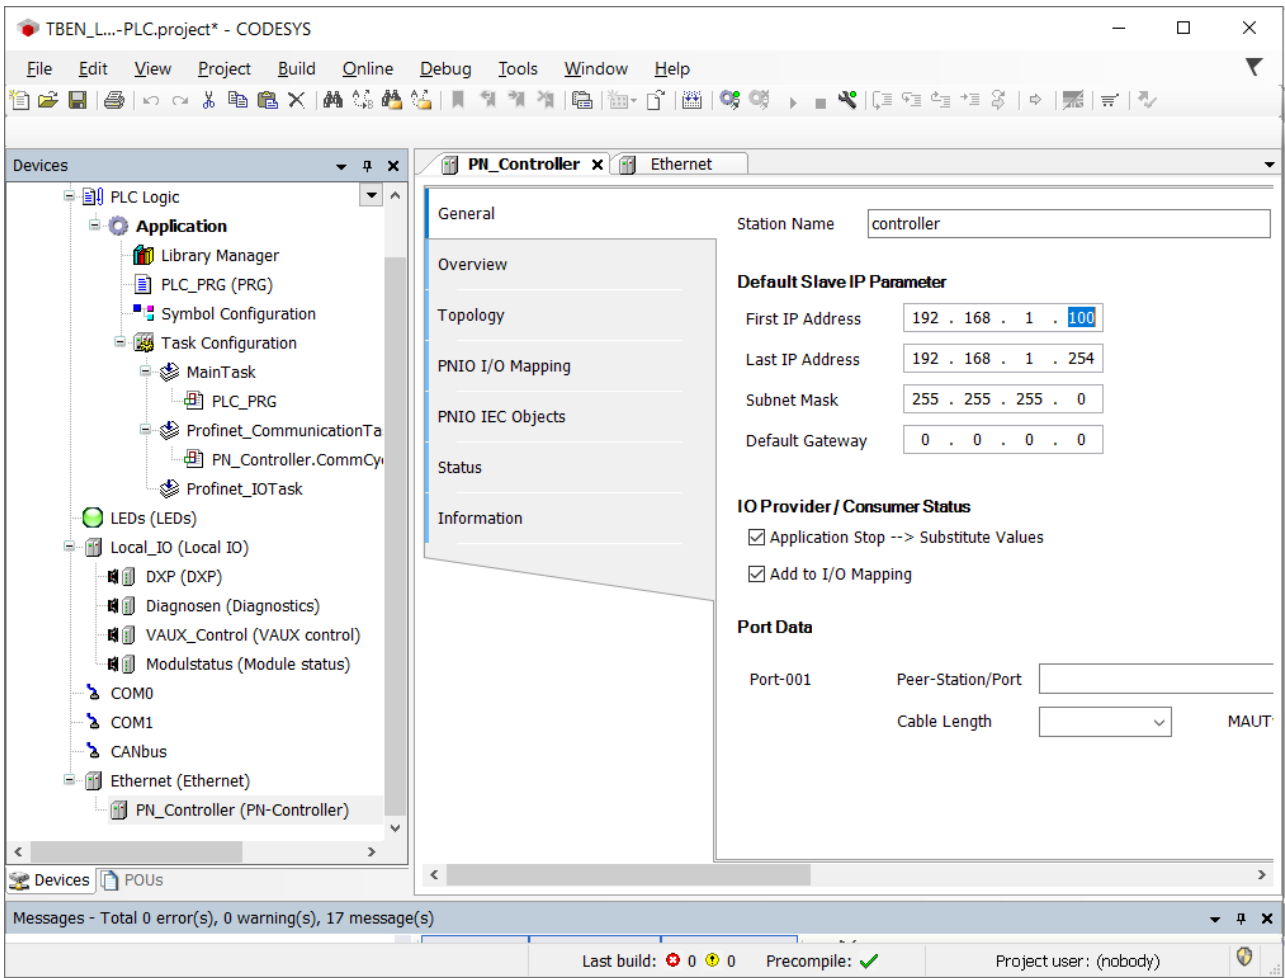 TBEN_L...-PLC.project* - CODESYS
File Edit View Project Build Online Debug Tools Window Help
Devices
PLC Logic
Application
Library Manager
PLC_PRG (PRG)
Symbol Configuration
Task Configuration
MainTask
PLC_PRG
Profinet_CommunicationTa
PN_Controller.CommCy
Profinet_IOTask
LEDs (LEDs)
Local_IO (Local IO)
DXP (DXP)
Diagnosen (Diagnostics)
VAUX_Control (VAUX control)
Modulstatus (Module status)
COM0
COM1
CANbus
Ethernet (Ethernet)
PN_Controller (PN-Controller)
Devices POUs
PN_Controller Ethernet
General
Overview
Topology
PNIO I/O Mapping
PNIO IEC Objects
Status
Information
Station Name controller
Default Slave IP Parameter
First IP Address 192 . 168 . 1 . 100
Last IP Address 192 . 168 . 1 . 254
Subnet Mask 255 . 255 . 255 . 0
Default Gateway 0 . 0 . 0 . 0
IO Provider / Consumer Status
Application Stop --> Substitute Values
Add to I/O Mapping
Port Data
Port-001 Peer-Station/Port
Cable Length MAUT
Messages - Total 0 error(s), 0 warning(s), 17 message(s)
Last build: 0 0 Precompile: Project user: (nobody)